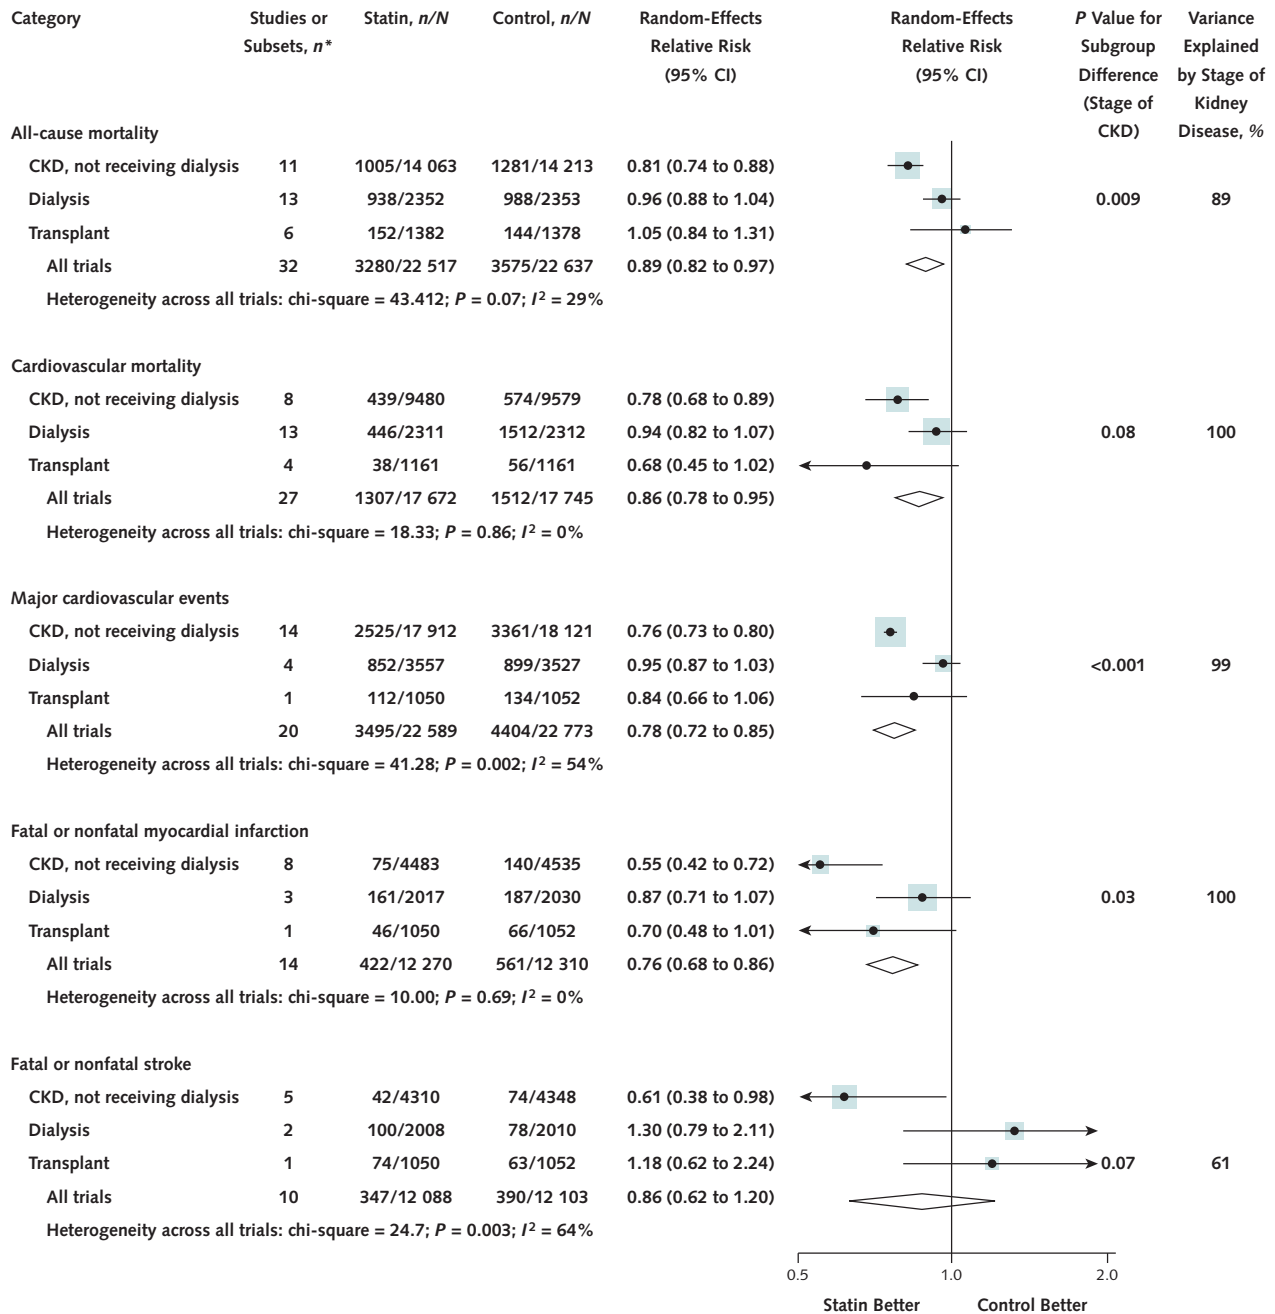 Category Studies or Statin, n/N Control, n/N Random-Effects Random-Effects P Value for Variance
Subsets, n* Relative Risk Relative Risk Subgroup Explained
(95% CI) (95% CI) Difference by Stage of
(Stage of Kidney
All-cause mortality CKD) Disease, %
CKD, not receiving dialysis 11 1005/14 063 1281/14 213 0.81 (0.74 to 0.88)
Dialysis 13 938/2352 988/2353 0.96 (0.88 to 1.04) 0.009 89
Transplant 6 152/1382 144/1378 1.05 (0.84 to 1.31)
All trials 32 3280/22 517 3575/22 637 0.89 (0.82 to 0.97)
Heterogeneity across all trials: chi-square = 43.412; P = 0.07; I² = 29%
Cardiovascular mortality
CKD, not receiving dialysis 8 439/9480 574/9579 0.78 (0.68 to 0.89)
Dialysis 13 446/2311 1512/2312 0.94 (0.82 to 1.07) 0.08 100
Transplant 4 38/1161 56/1161 0.68 (0.45 to 1.02)
All trials 27 1307/17 672 1512/17 745 0.86 (0.78 to 0.95)
Heterogeneity across all trials: chi-square = 18.33; P = 0.86; I² = 0%
Major cardiovascular events
CKD, not receiving dialysis 14 2525/17 912 3361/18 121 0.76 (0.73 to 0.80)
Dialysis 4 852/3557 899/3527 0.95 (0.87 to 1.03) <0.001 99
Transplant 1 112/1050 134/1052 0.84 (0.66 to 1.06)
All trials 20 3495/22 589 4404/22 773 0.78 (0.72 to 0.85)
Heterogeneity across all trials: chi-square = 41.28; P = 0.002; I² = 54%
Fatal or nonfatal myocardial infarction
CKD, not receiving dialysis 8 75/4483 140/4535 0.55 (0.42 to 0.72)
Dialysis 3 161/2017 187/2030 0.87 (0.71 to 1.07) 0.03 100
Transplant 1 46/1050 66/1052 0.70 (0.48 to 1.01)
All trials 14 422/12 270 561/12 310 0.76 (0.68 to 0.86)
Heterogeneity across all trials: chi-square = 10.00; P = 0.69; I² = 0%
Fatal or nonfatal stroke
CKD, not receiving dialysis 5 42/4310 74/4348 0.61 (0.38 to 0.98)
Dialysis 2 100/2008 78/2010 1.30 (0.79 to 2.11)
Transplant 1 74/1050 63/1052 1.18 (0.62 to 2.24) 0.07 61
All trials 10 347/12 088 390/12 103 0.86 (0.62 to 1.20)
Heterogeneity across all trials: chi-square = 24.7; P = 0.003; I² = 64%
0.5 1.0 2.0
Statin Better Control Better